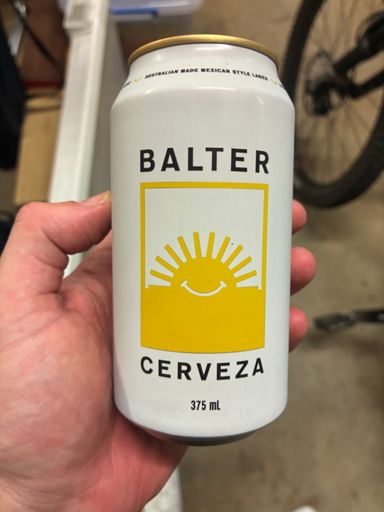 AUSTRALIAN MADE MEXICAN STYLE LAGER
BALTER
CERVEZA
375 mL